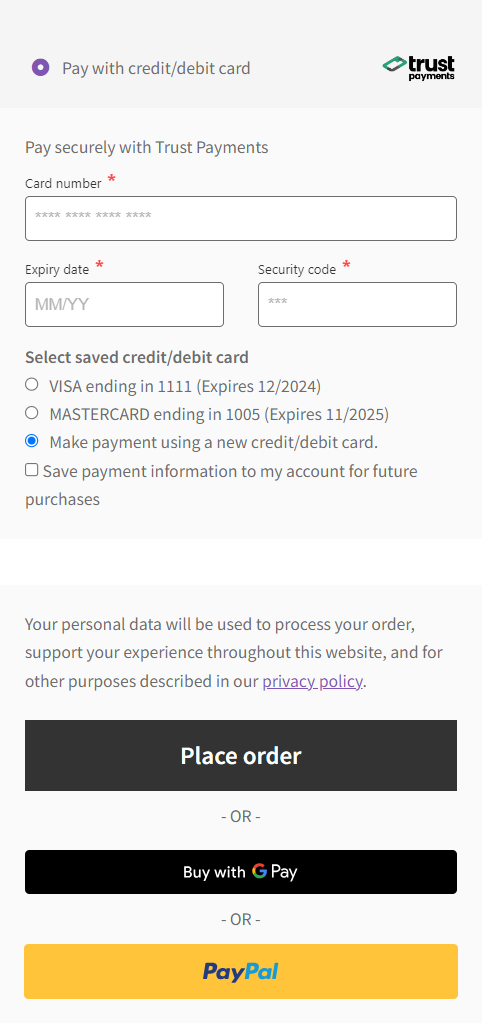 Pay with credit/debit card
trust
payments
Pay securely with Trust Payments
Card number *
**** **** **** ****
Expiry date *
Security code *
MM/YY
***
Select saved credit/debit card
VISA ending in 1111 (Expires 12/2024)
MASTERCARD ending in 1005 (Expires 11/2025)
Make payment using a new credit/debit card.
Save payment information to my account for future
purchases
Your personal data will be used to process your order,
support your experience throughout this website, and for
other purposes described in our privacy policy.
Place order
- OR -
Buy with G Pay
- OR -
PayPal